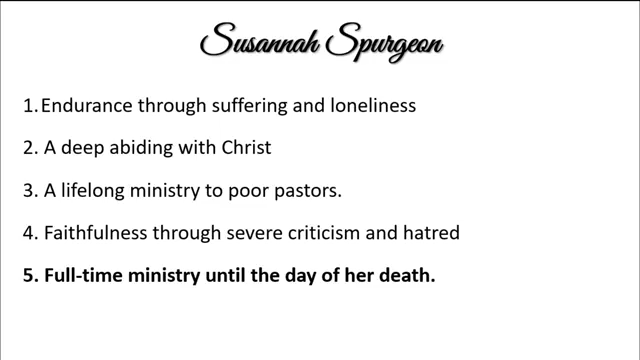 Susannah Spurgeon
1. Endurance through suffering and loneliness
2. A deep abiding with Christ
3. A lifelong ministry to poor pastors.
4. Faithfulness through severe criticism and hatred
5. Full-time ministry until the day of her death.